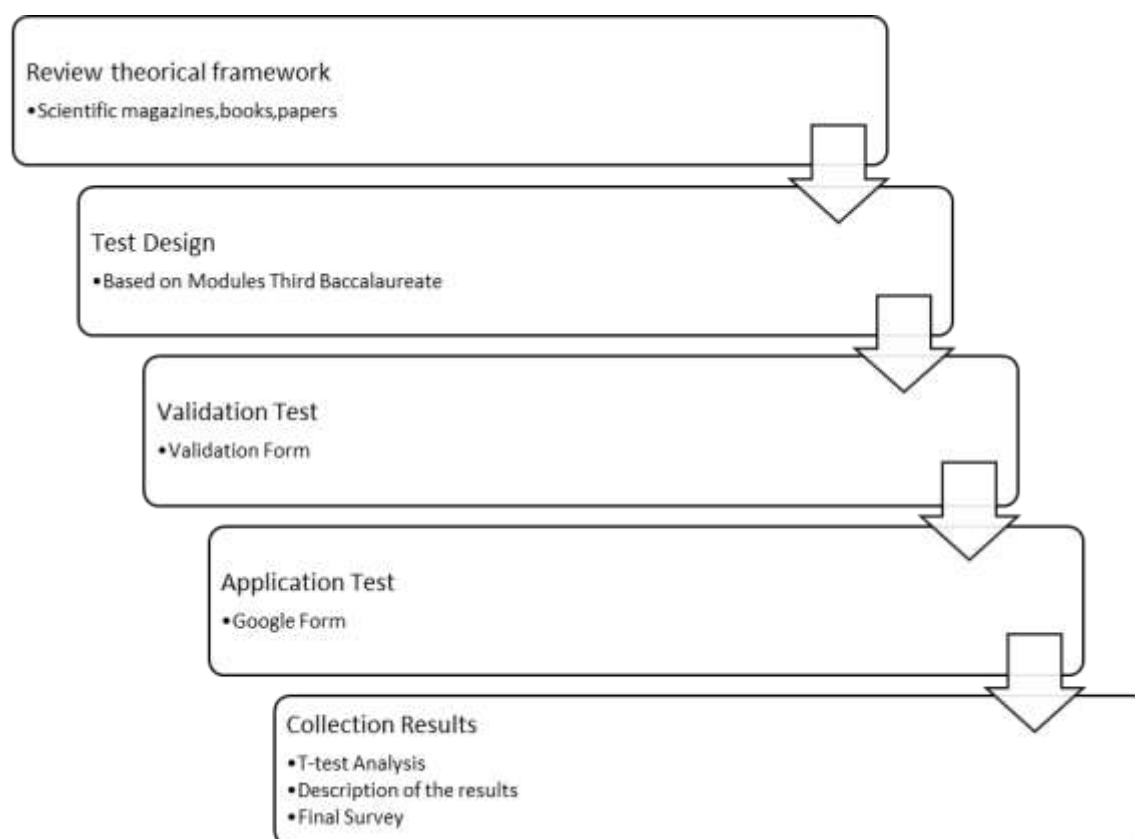 Review theorical framework
•Scientific magazines,books,papers
Test Design
•Based on Modules Third Baccalaureate
Validation Test
•Validation Form
Application Test
•Google Form
Collection Results
•T-test Analysis
•Description of the results
•Final Survey